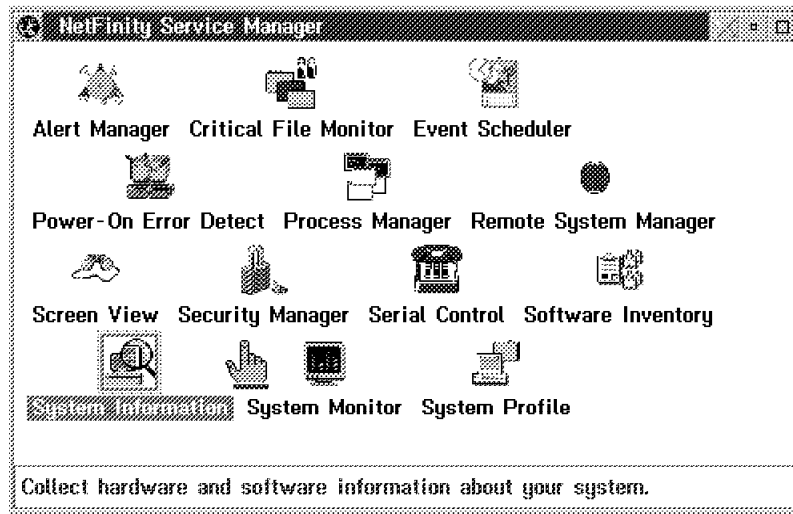 NetFinity Service Manager
Alert Manager Critical File Monitor Event Scheduler
Power-On Error Detect Process Manager Remote System Manager
Screen View Security Manager Serial Control Software Inventory
System Information System Monitor System Profile
Collect hardware and software information about your system.